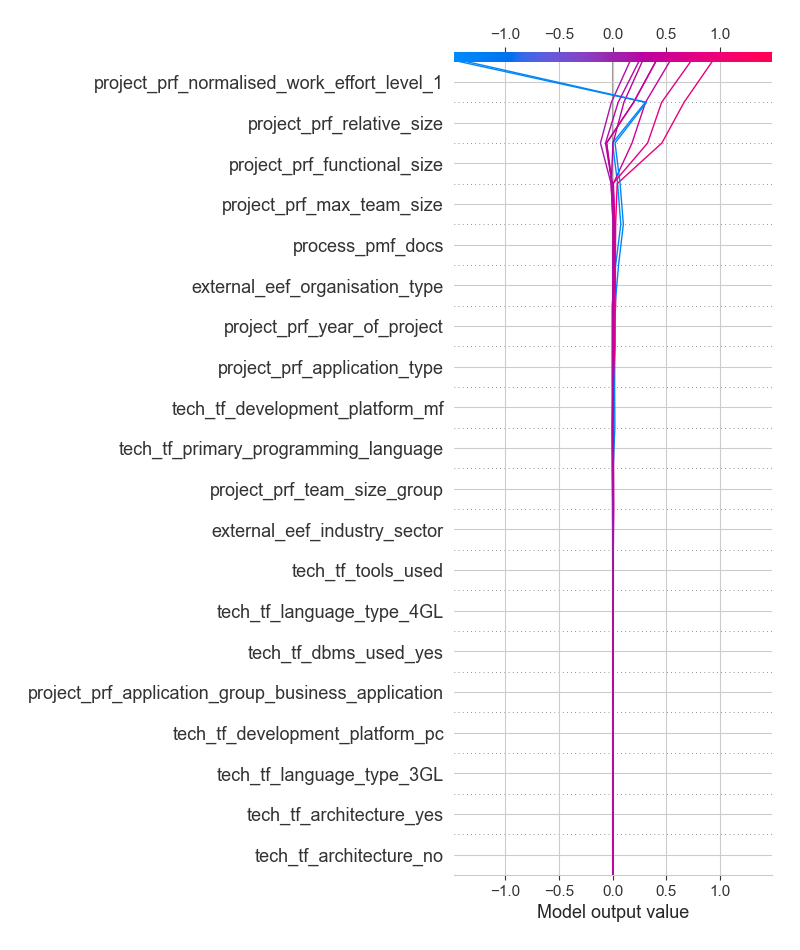 −1.0 −0.5 0.0 0.5 1.0
project_prf_normalised_work_effort_level_1
project_prf_relative_size
project_prf_functional_size
project_prf_max_team_size
process_pmf_docs
external_eef_organisation_type
project_prf_year_of_project
project_prf_application_type
tech_tf_development_platform_mf
tech_tf_primary_programming_language
project_prf_team_size_group
external_eef_industry_sector
tech_tf_tools_used
tech_tf_language_type_4GL
tech_tf_dbms_used_yes
project_prf_application_group_business_application
tech_tf_development_platform_pc
tech_tf_language_type_3GL
tech_tf_architecture_yes
tech_tf_architecture_no
−1.0 −0.5 0.0 0.5 1.0
Model output value